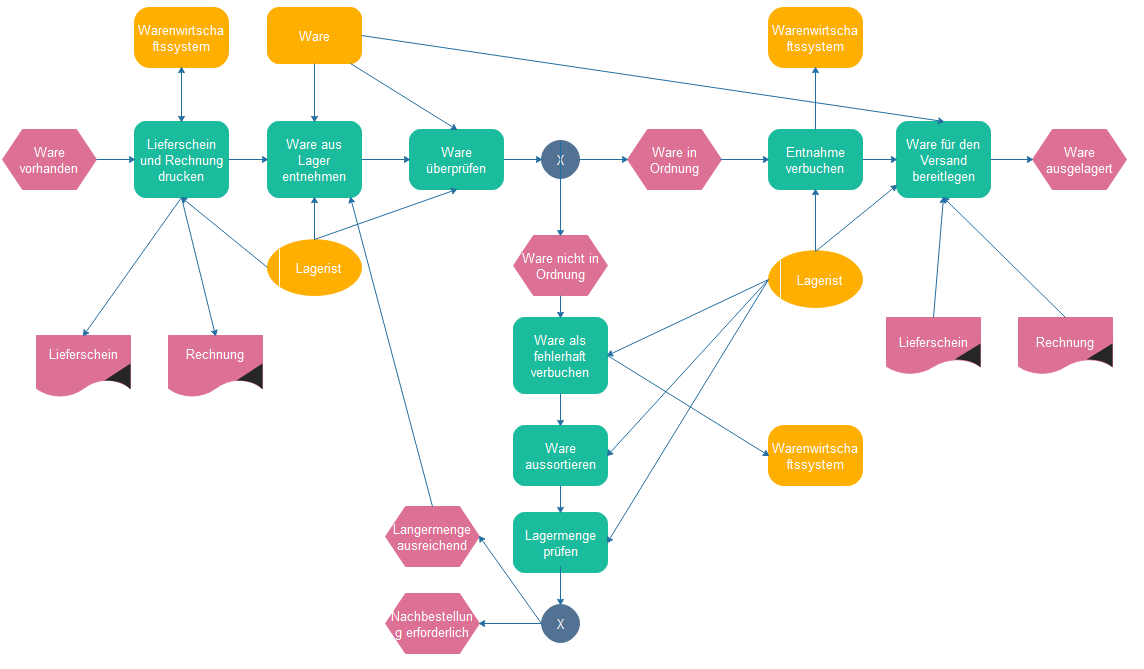 Warenwirtscha
ftssystem
Ware
Warenwirtscha
ftssystem
Ware
vorhanden
Lieferschein
und Rechnung
drucken
Ware aus
Lager
entnehmen
Ware
überprüfen
X
Ware in
Ordnung
Entnahme
verbuchen
Ware für den
Versand
bereitlegen
Ware
ausgelagert
Lagerist
Ware nicht in
Ordnung
Lagerist
Lieferschein
Rechnung
Ware als
fehlerhaft
verbuchen
Lieferschein
Rechnung
Ware
aussortieren
Warenwirtscha
ftssystem
Langermenge
ausreichend
Lagermenge
prüfen
Nachbestellun
g erforderlich
X